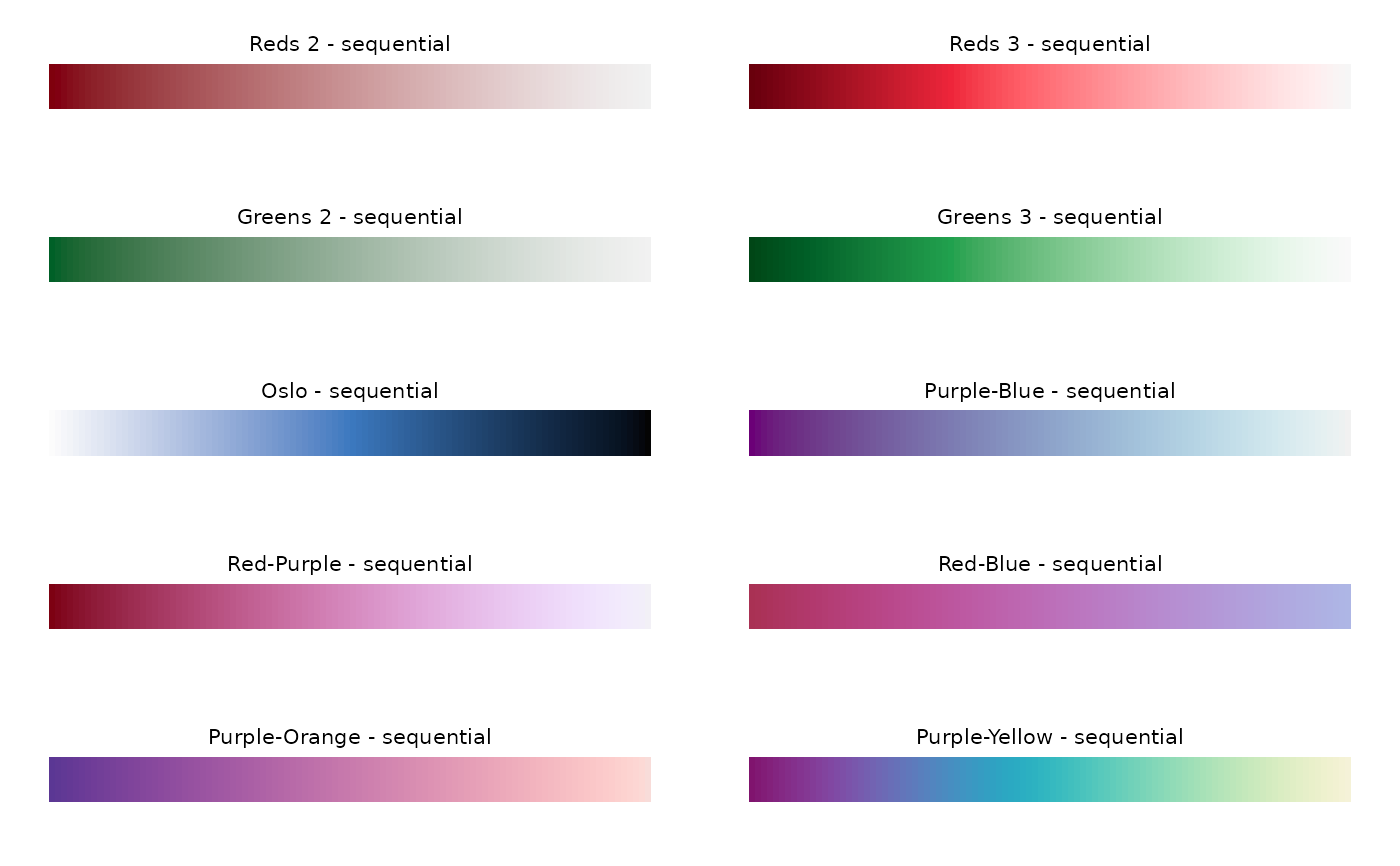 Reds 2 - sequential
Reds 3 - sequential
Greens 2 - sequential
Greens 3 - sequential
Oslo - sequential
Purple-Blue - sequential
Red-Purple - sequential
Red-Blue - sequential
Purple-Orange - sequential
Purple-Yellow - sequential